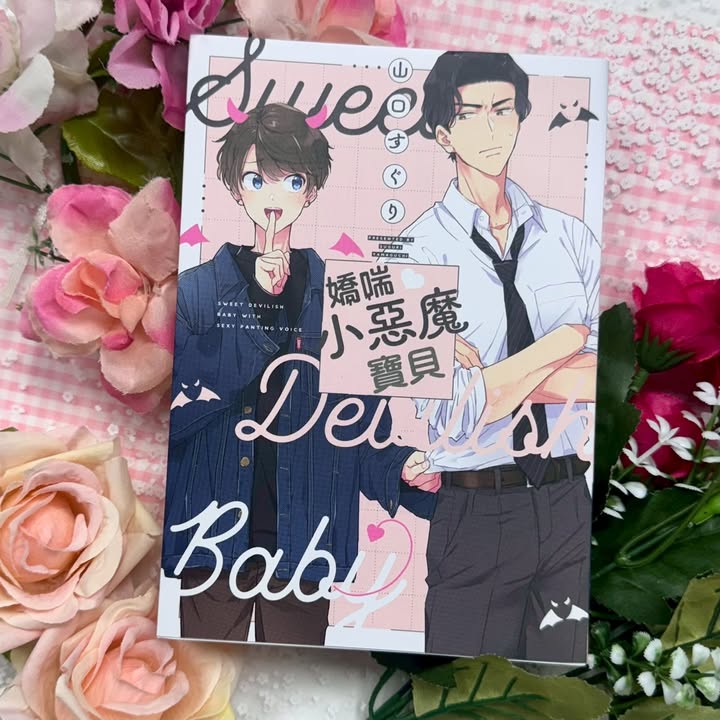 Sweet
山口すぐり
PRESENTED BY
SUGURI
YAMAGUCHI
嬌喘
小惡魔
寶貝
SWEET DEVILISH
BABY WITH
SEXY PANTING VOICE
Devilish
Baby